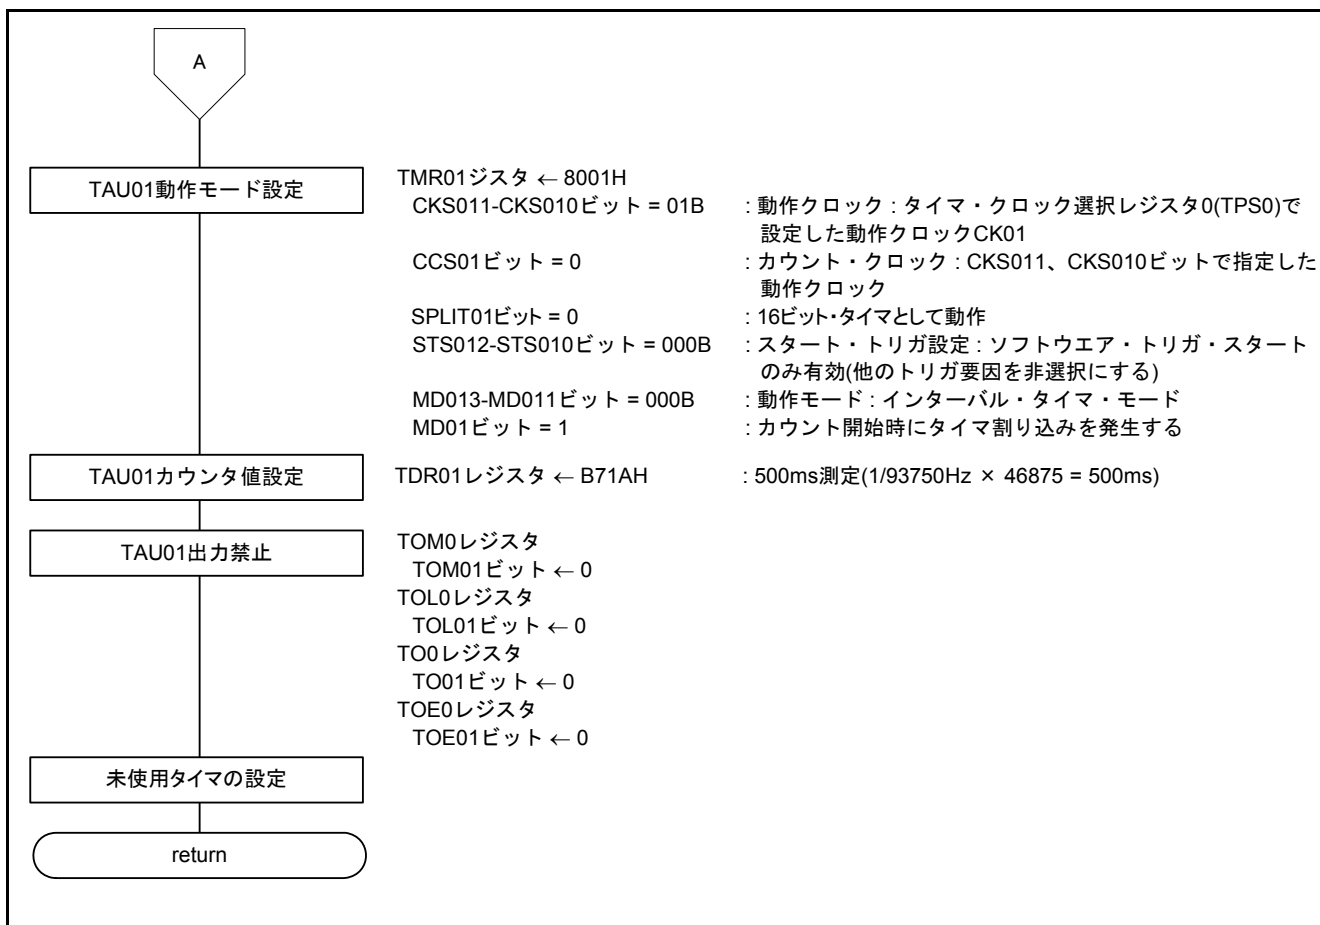 A
TAU01動作モード設定
TMR01ジスタ ← 8001H
CKS011-CKS010ビット = 01B : 動作クロック : タイマ・クロック選択レジスタ0(TPS0)で
設定した動作クロックCK01
CCS01ビット = 0 : カウント・クロック : CKS011、CKS010ビットで指定した
動作クロック
SPLIT01ビット = 0 : 16ビット・タイマとして動作
STS012-STS010ビット = 000B : スタート・トリガ設定 : ソフトウエア・トリガ・スタート
のみ有効(他のトリガ要因を非選択にする)
MD013-MD011ビット = 000B : 動作モード : インターバル・タイマ・モード
MD01ビット = 1 : カウント開始時にタイマ割り込みを発生する
TAU01カウンタ値設定
TDR01レジスタ ← B71AH : 500ms測定(1/93750Hz × 46875 = 500ms)
TAU01出力禁止
TOM0レジスタ
TOM01ビット ← 0
TOL0レジスタ
TOL01ビット ← 0
TO0レジスタ
TO01ビット ← 0
TOE0レジスタ
TOE01ビット ← 0
未使用タイマの設定
return